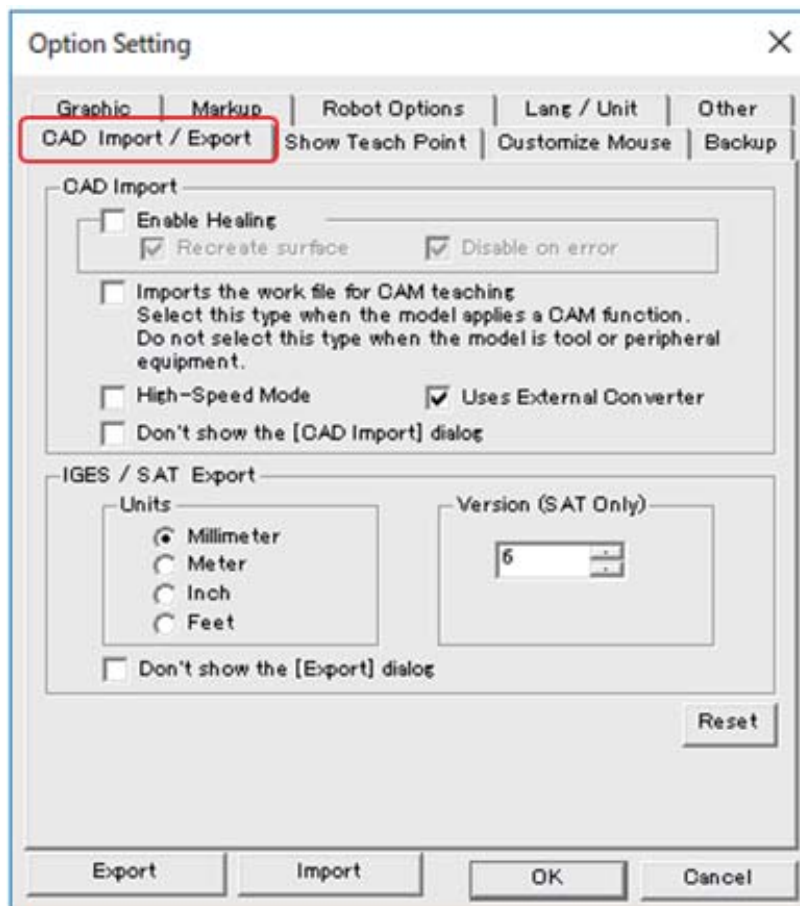 Option Setting
Graphic Markup Robot Options Lang / Unit Other
CAD Import / Export Show Teach Point Customize Mouse Backup
CAD Import
Enable Healing
Recreate surface Disable on error
Imports the work file for CAM teaching
Select this type when the model applies a CAM function.
Do not select this type when the model is tool or peripheral
equipment.
High-Speed Mode Uses External Converter
Don't show the [CAD Import] dialog
IGES / SAT Export
Units Version (SAT Only)
Millimeter 6
Meter
Inch
Feet
Don't show the [Export] dialog
Reset
Export Import OK Cancel